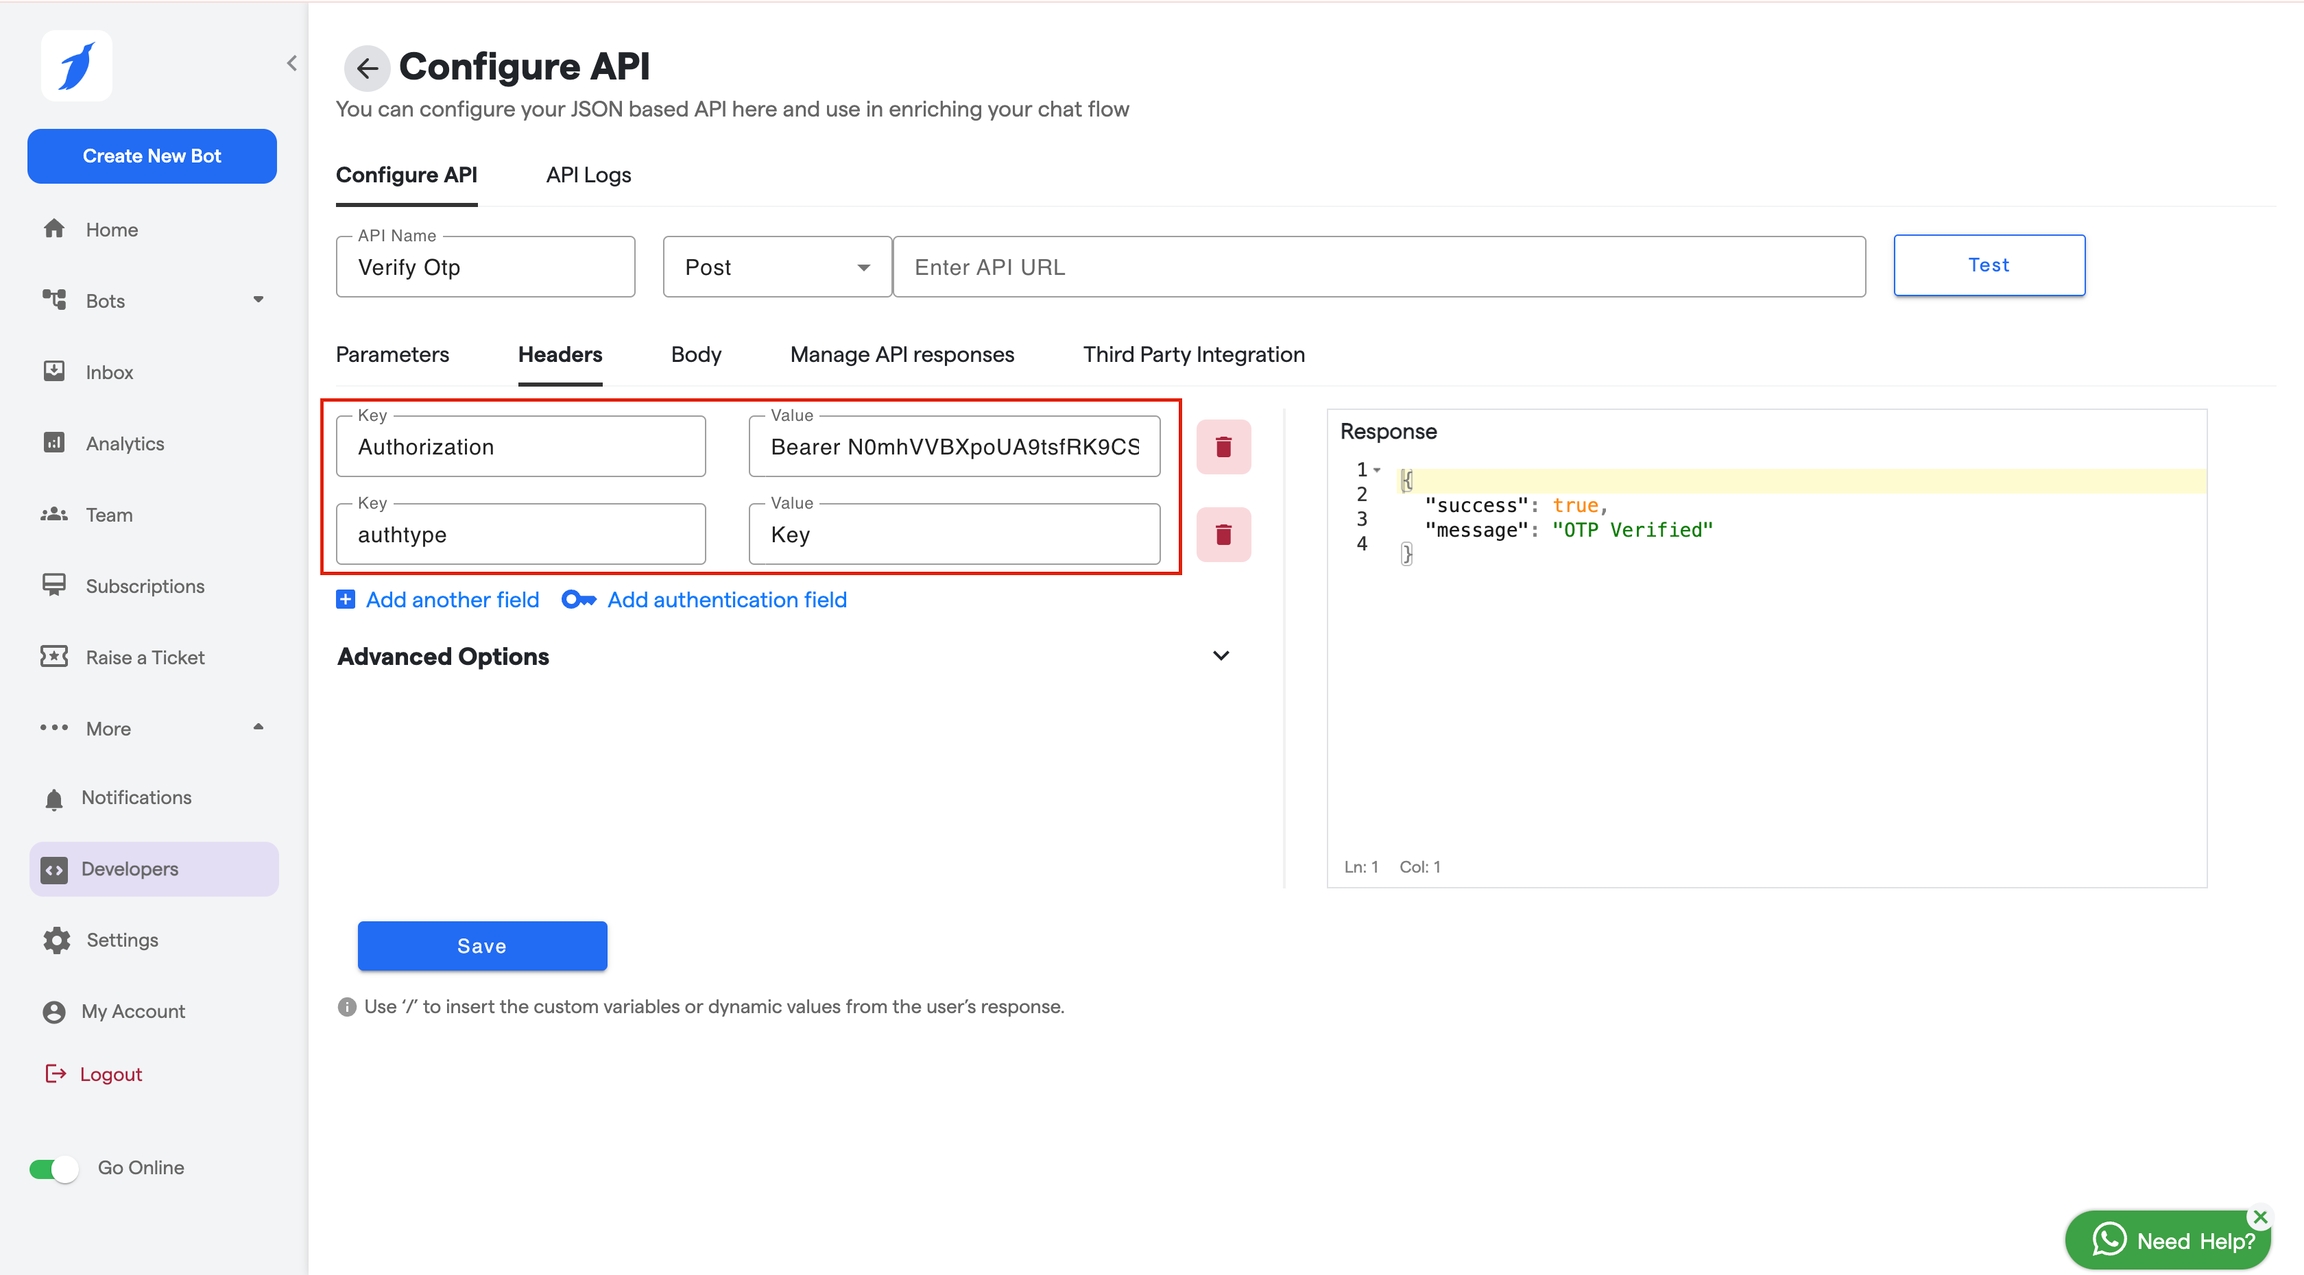 Configure API
You can configure your JSON based API here and use in enriching your chat flow
Create New Bot
Home
Bots
Inbox
Analytics
Team
Subscriptions
Raise a Ticket
More
Notifications
Developers
Settings
My Account
Logout
Go Online
Configure API API Logs
API Name
Verify Otp Post Enter API URL Test
Parameters Headers Body Manage API responses Third Party Integration
Key Value
Authorization Bearer N0mhVVBXpoUA9tsfRK9CS
Key Value
authtype Key
Add another field Add authentication field
Advanced Options
Response
1 {
2 "success": true,
3 "message": "OTP Verified"
4 }
Ln: 1 Col: 1
Save
Use ‘/’ to insert the custom variables or dynamic values from the user’s response.
Need Help?